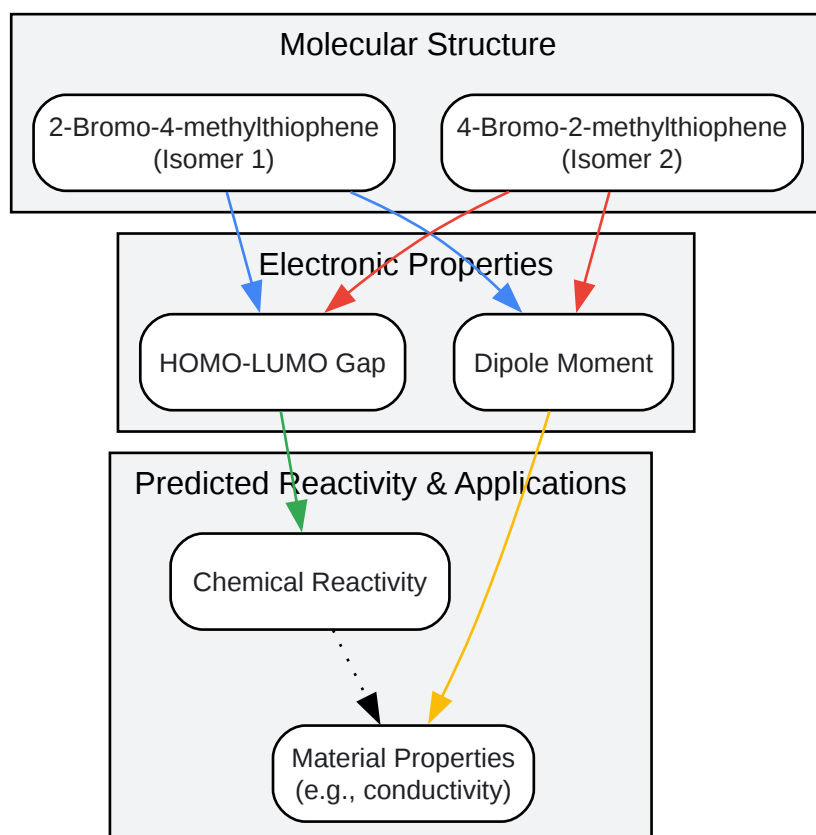 Molecular Structure
2-Bromo-4-methylthiophene
(Isomer 1)
4-Bromo-2-methylthiophene
(Isomer 2)
Electronic Properties
HOMO-LUMO Gap
Dipole Moment
Predicted Reactivity & Applications
Chemical Reactivity
Material Properties
(e.g., conductivity)